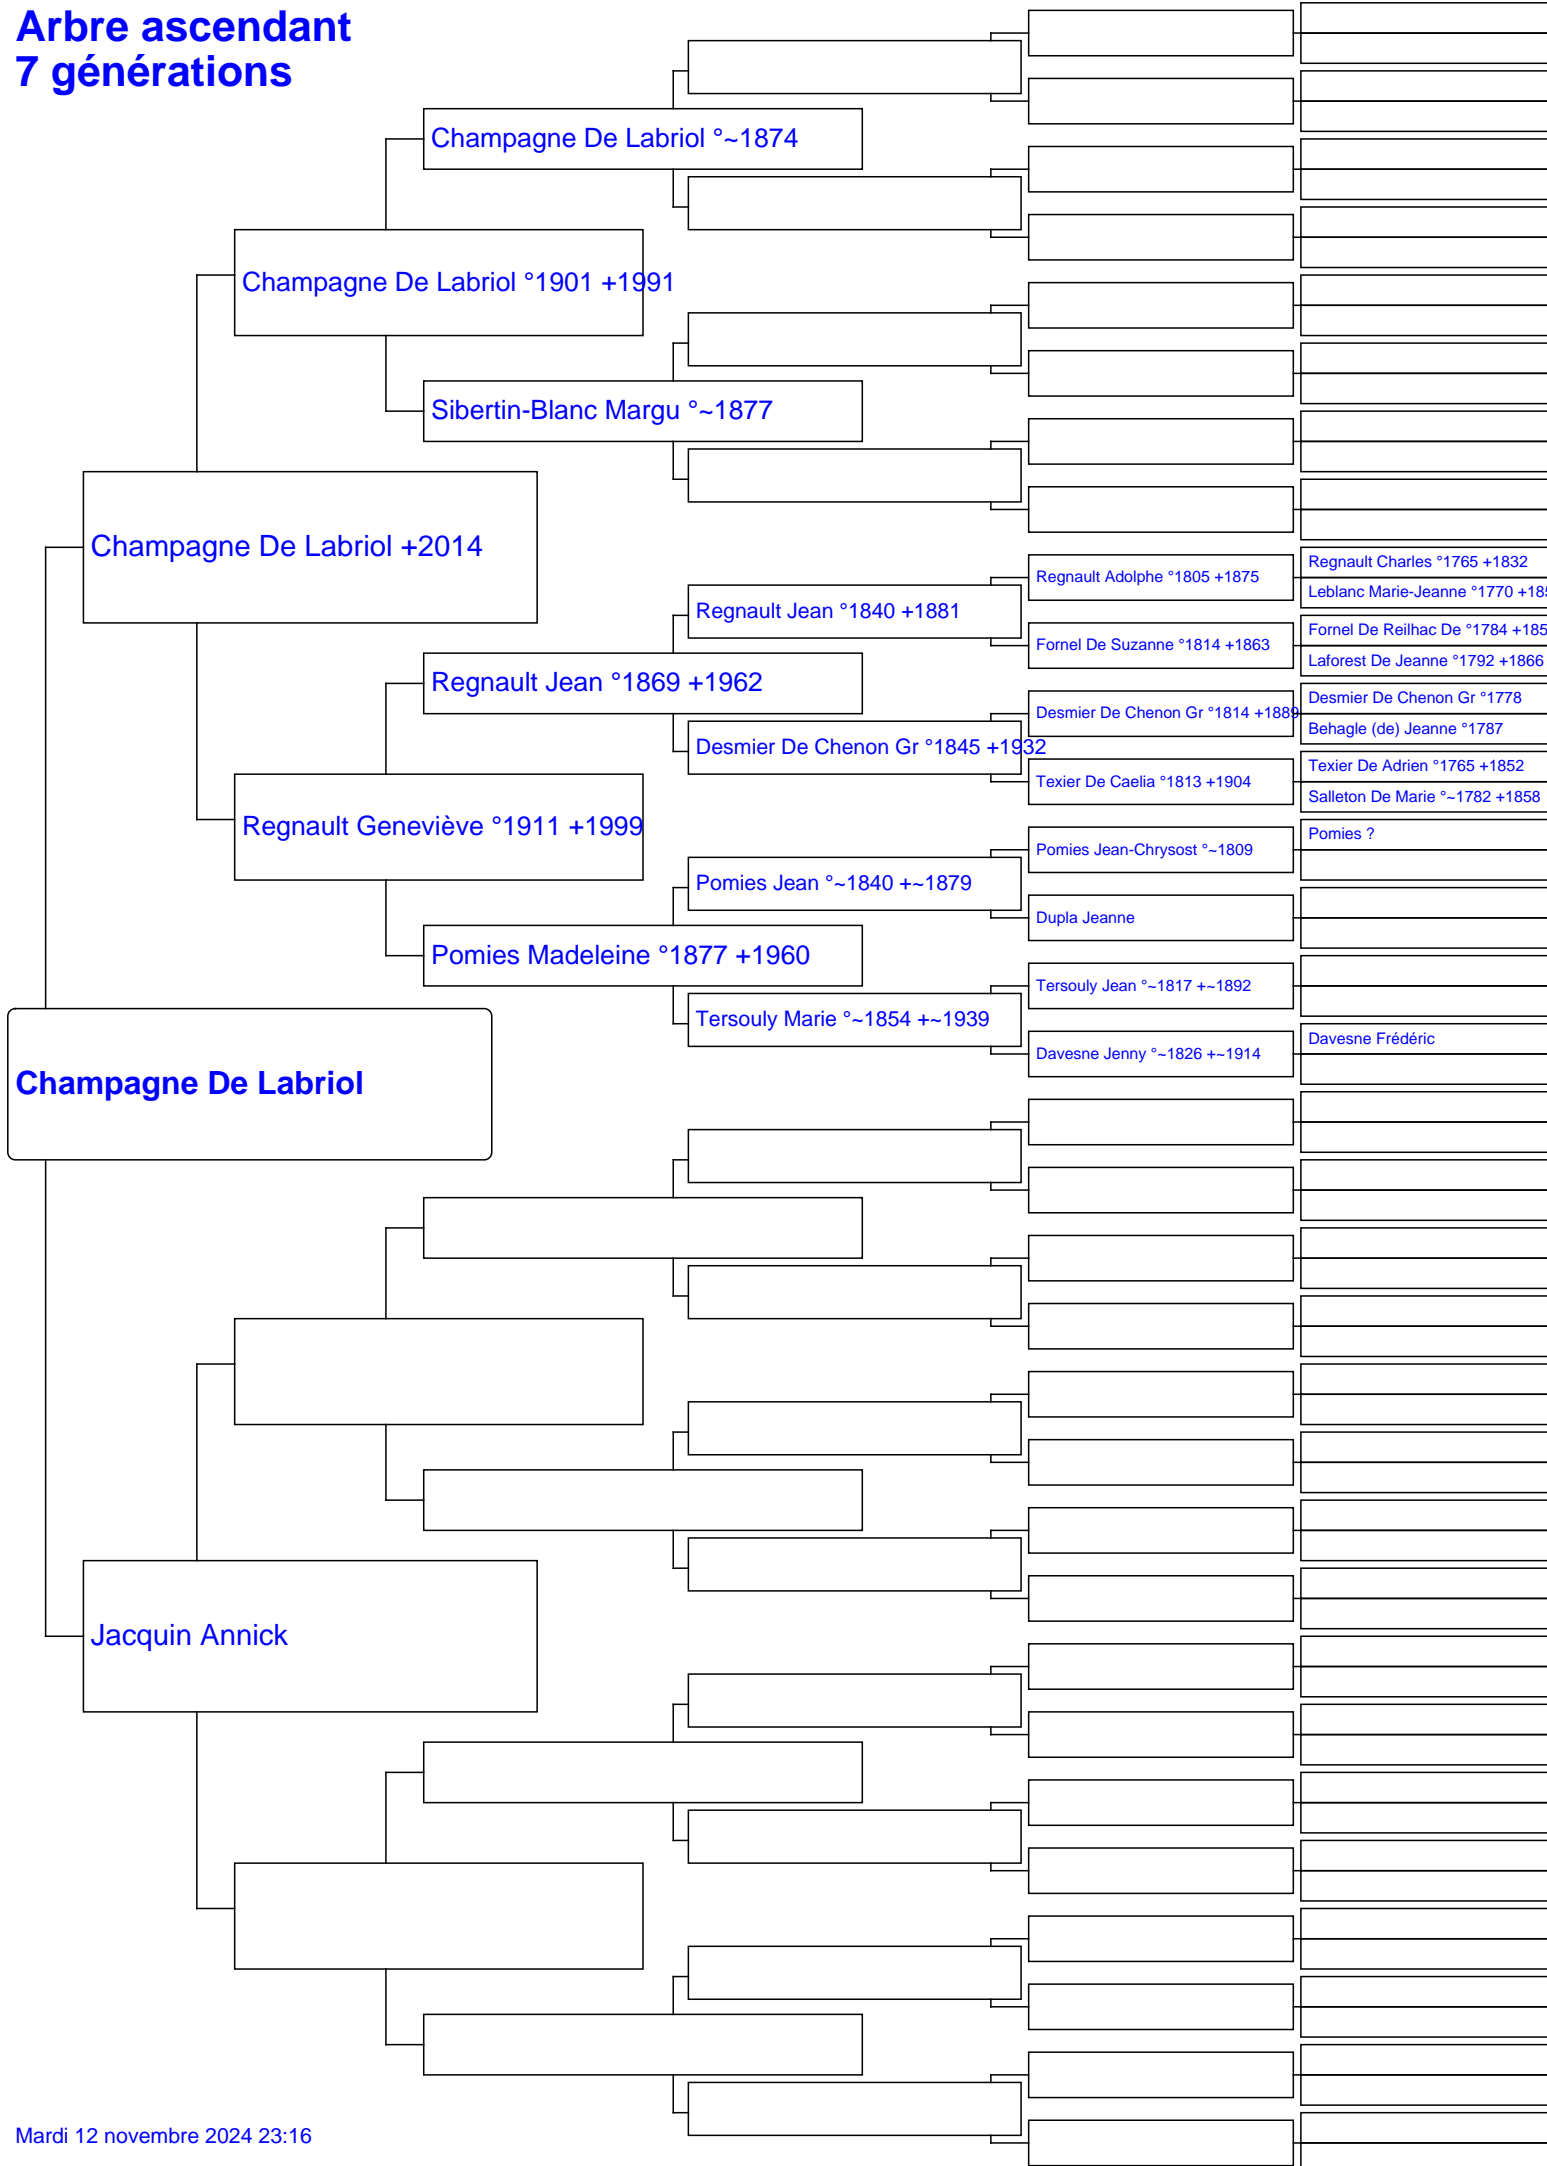 Arbre ascendant
7 générations
Champagne De Labriol °~1874
Champagne De Labriol °1901 +1991
Sibertin-Blanc Margu °~1877
Champagne De Labriol +2014
Regnault Charles °1765 +1832
Regnault Adolphe °1805 +1875
Leblanc Marie-Jeanne °1770
Regnault Jean °1840 +1881
Fornel De Reilhac De °1784
Fornel De Suzanne °1814 +1863
Laforest De Jeanne °1792 +1866
Regnault Jean °1869 +1962
Desmier De Chenon Gr °1778
Desmier De Chenon Gr °1814 +1889
Behagle (de) Jeanne °1787
Desmier De Chenon Gr °1845 +1932
Texier De Adrien °1765 +1852
Texier De Caelia °1813 +1904
Salleton De Marie °~1782 +1858
Regnault Geneviève °1911 +1999
Pomies ?
Pomies Jean-Chrysost °~1809
Pomies Jean °~1840 +~1879
Dupla Jeanne
Pomies Madeleine °1877 +1960
Tersouly Jean °~1817 +~1892
Tersouly Marie °~1854 +~1939
Davesne Frédéric
Davesne Jenny °~1826 +~1914
Champagne De Labriol
Jacquin Annick
Mardi 12 novembre 2024 23:16